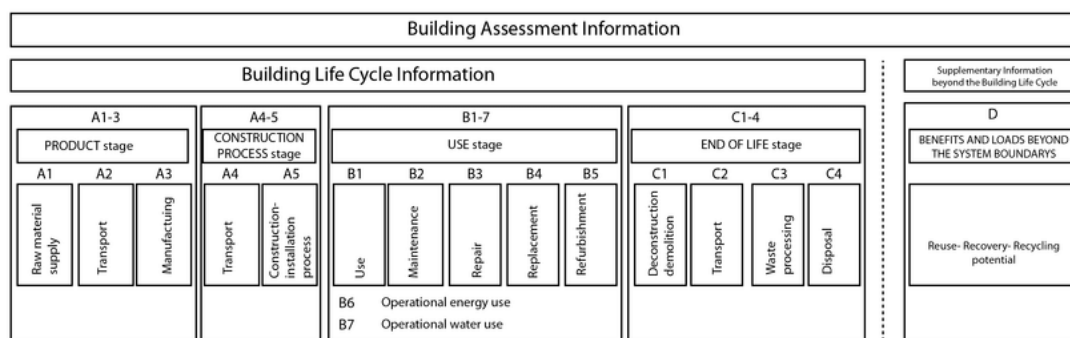 Building Assessment Information
Building Life Cycle Information
Supplementary Information
beyond the Building Life Cycle
A1-3
PRODUCT stage
A1
A2
A3
Raw material
supply
Transport
Manufactuing
A4-5
CONSTRUCTION
PROCESS stage
A4
A5
Transport
Construction-
installation
process
B1-7
USE stage
B1
B2
B3
B4
B5
Use
Maintenance
Repair
Replacement
Refurbishment
B6 Operational energy use
B7 Operational water use
C1-4
END OF LIFE stage
C1
C2
C3
C4
Deconstruction
demolition
Transport
Waste
processing
Disposal
D
BENEFITS AND LOADS BEYOND
THE SYSTEM BOUNDARYS
Reuse- Recovery- Recycling
potential